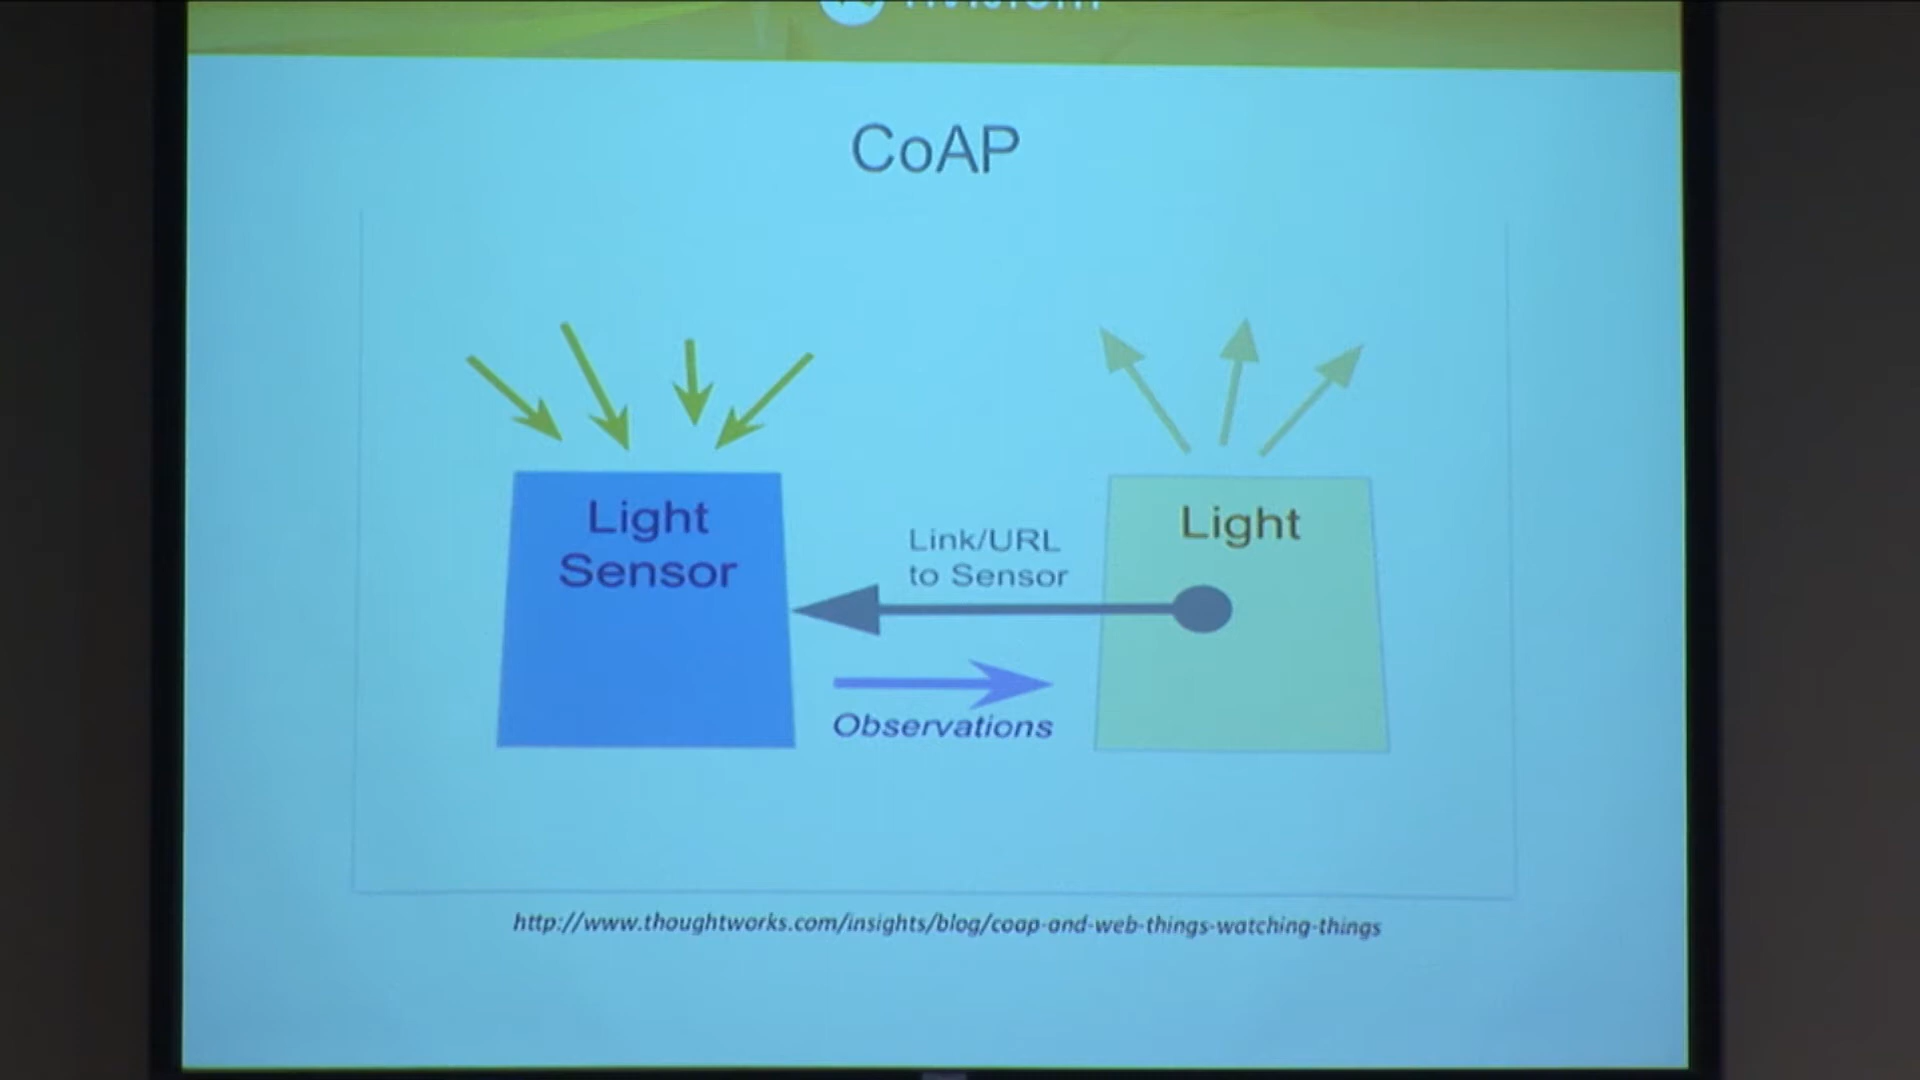 CoAP
Light
Sensor
Link/URL
to Sensor
Light
Observations
http://www.thoughtworks.com/insights/blog/coap-and-web-things-watching-things